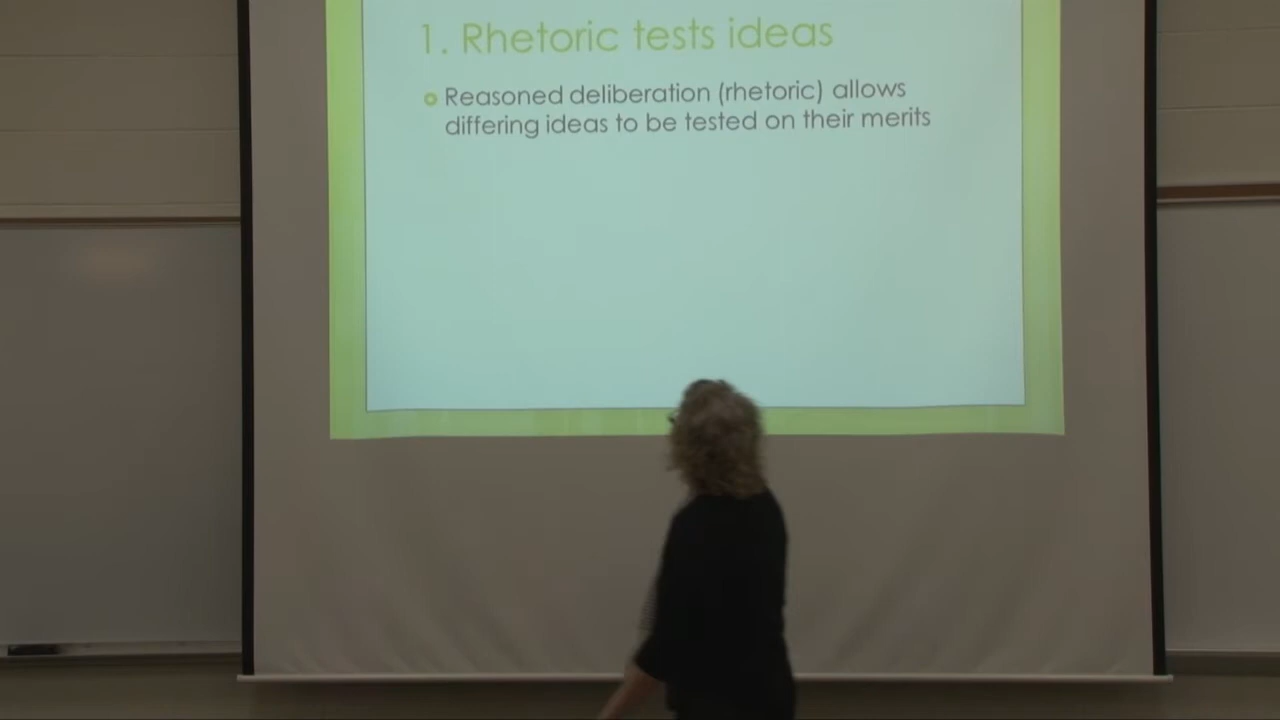 1. Rhetoric tests ideas
Reasoned deliberation (rhetoric) allows
differing ideas to be tested on their merits